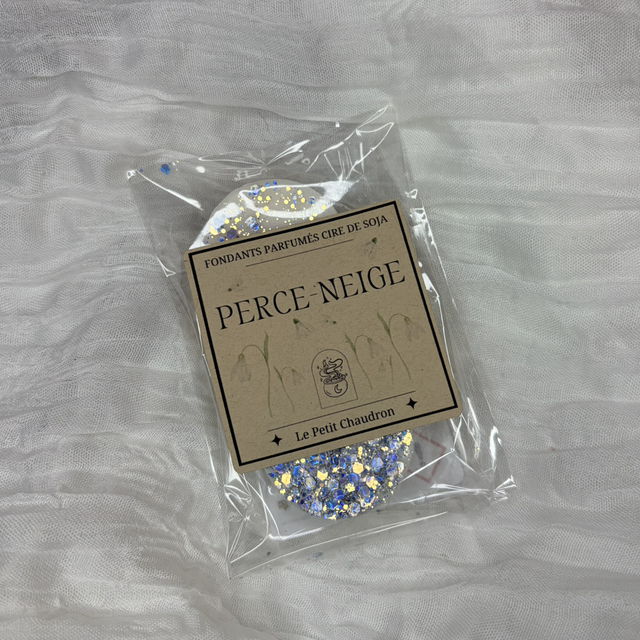 FONDANTS PARFUMÉS CIRE DE SOJA
PERCE-NEIGE
Le Petit Chaudron